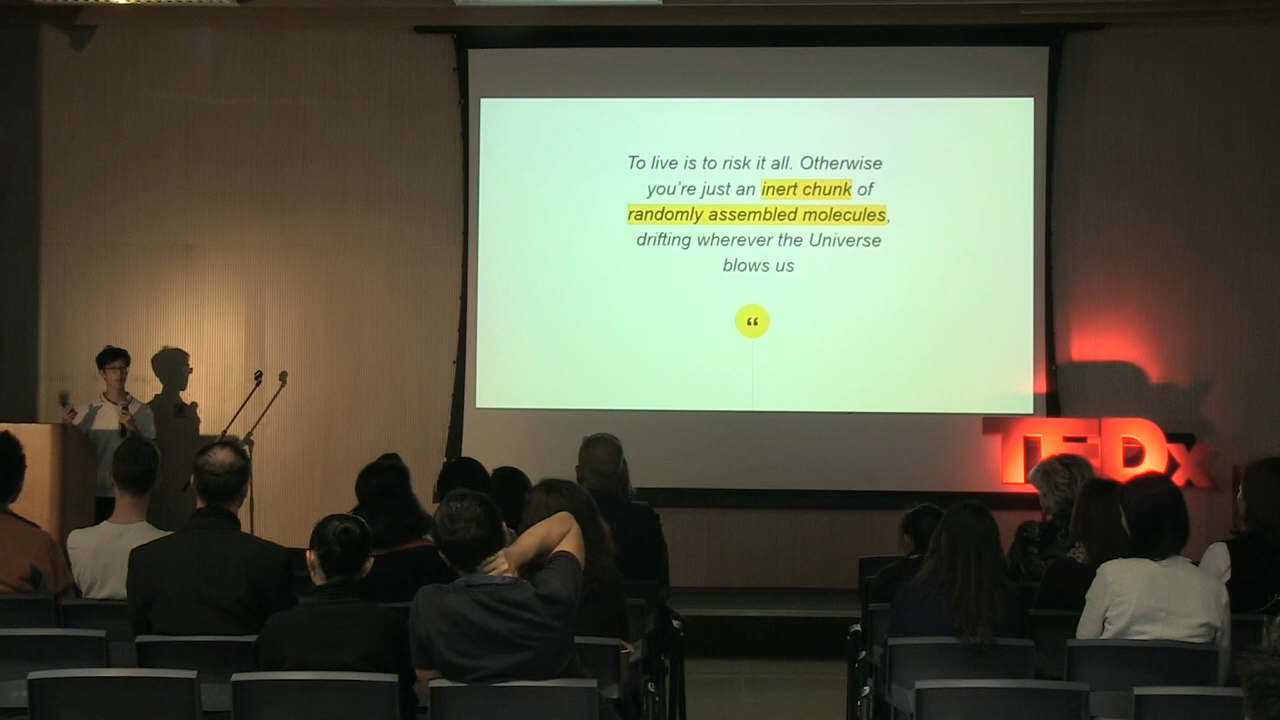 To live is to risk it all. Otherwise
you're just an inert chunk of
randomly assembled molecules,
drifting wherever the Universe
blows us
“
TEDx